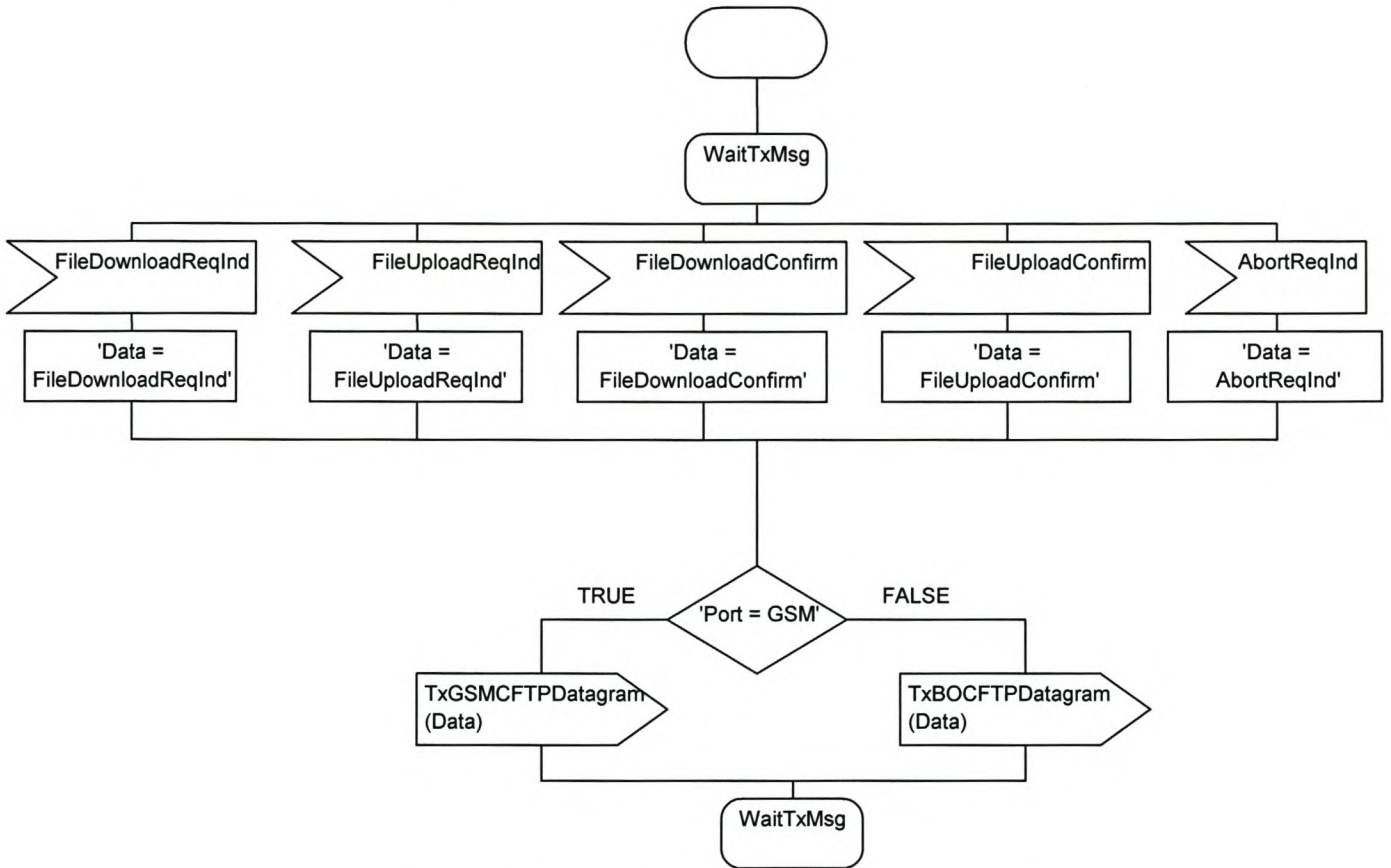 WaitTxMsg
FileDownloadReqInd
FileUploadReqInd
FileDownloadConfirm
FileUploadConfirm
AbortReqInd
'Data =
FileDownloadReqInd'
'Data =
FileUploadReqInd'
'Data =
FileDownloadConfirm'
'Data =
FileUploadConfirm'
'Data =
AbortReqInd'
TRUE
'Port = GSM'
FALSE
TxGSMCFTPDatagram
(Data)
TxBOCFTPDatagram
(Data)
WaitTxMsg